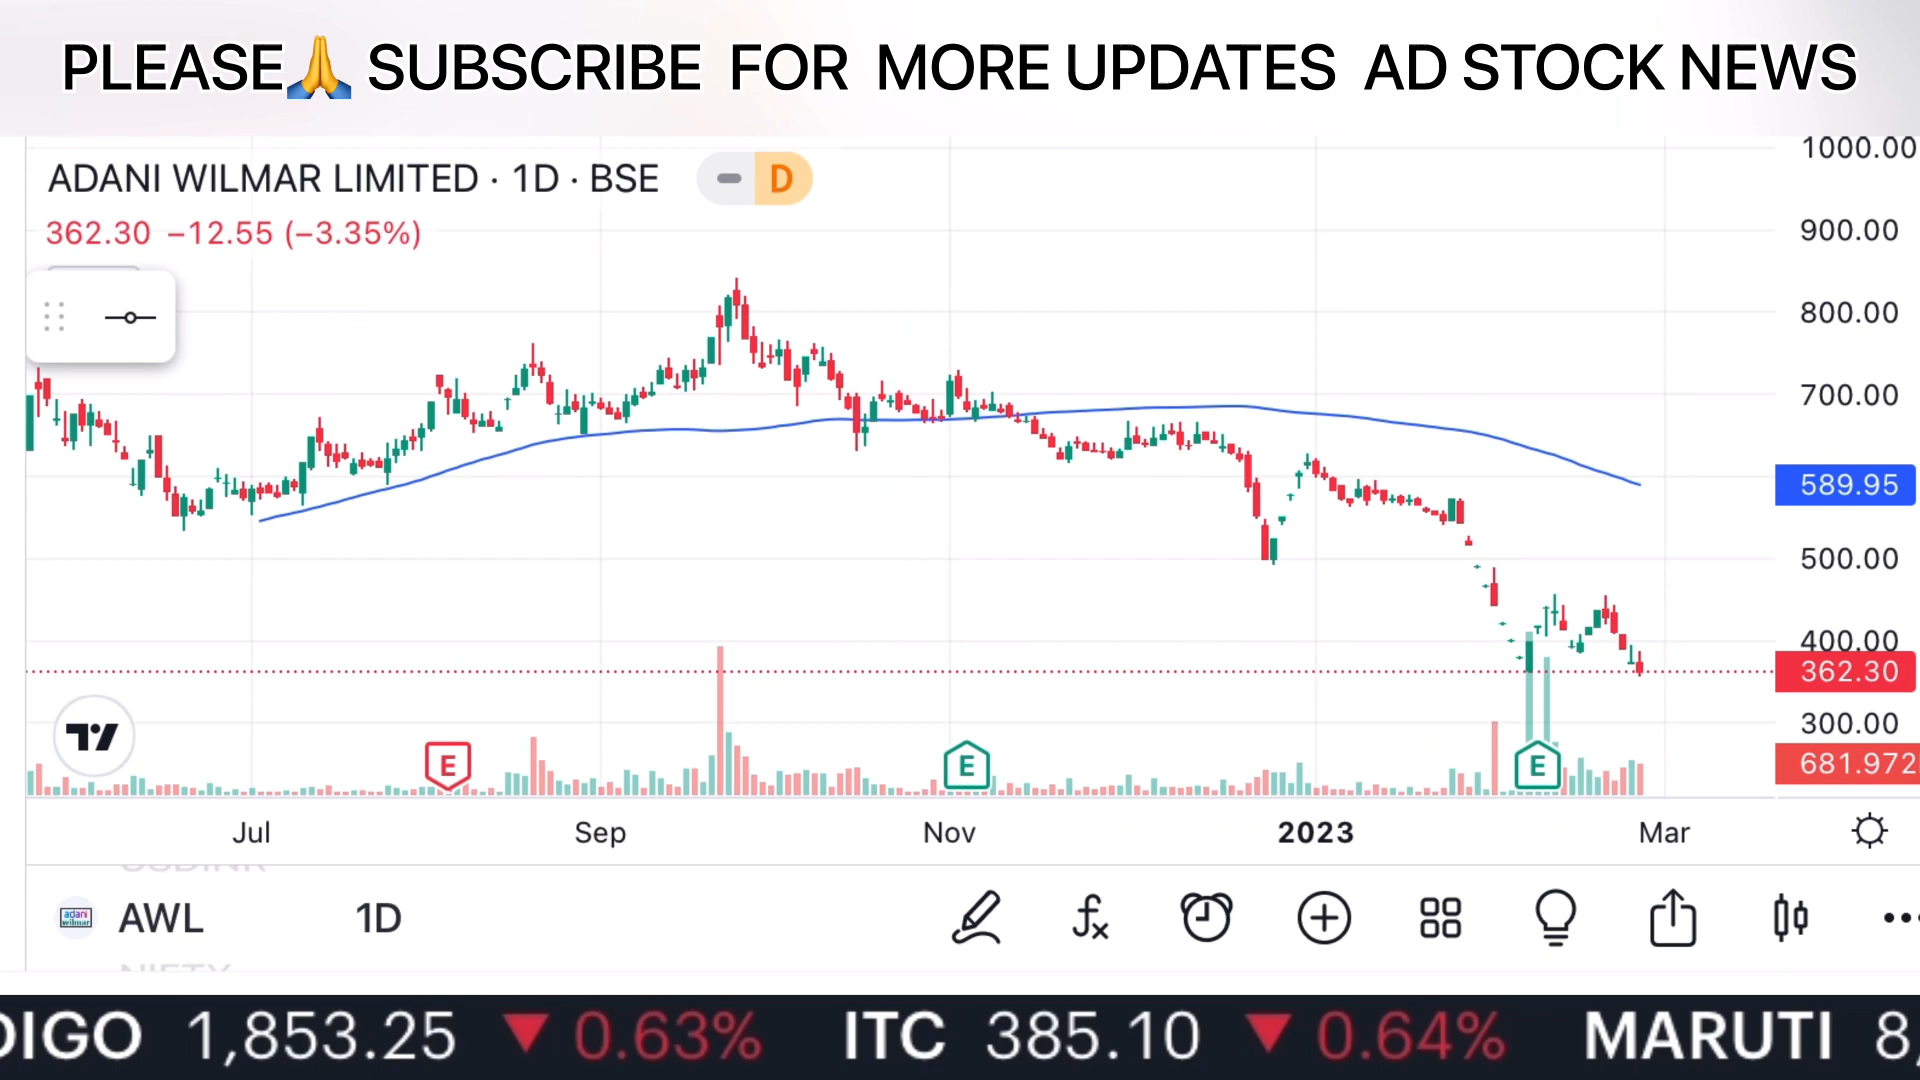 PLEASE🙏 SUBSCRIBE FOR MORE UPDATES AD STOCK NEWS
ADANI WILMAR LIMITED · 1D · BSE
D
362.30 −12.55 (−3.35%)
1000.00
900.00
800.00
700.00
589.95
500.00
400.00
362.30
300.00
681.972
E
E
E
Jul Sep Nov 2023 Mar
adani wilmar
AWL 1D
NIFTY
DIGO 1,853.25 ▼ 0.63% ITC 385.10 ▼ 0.64% MARUTI 8,